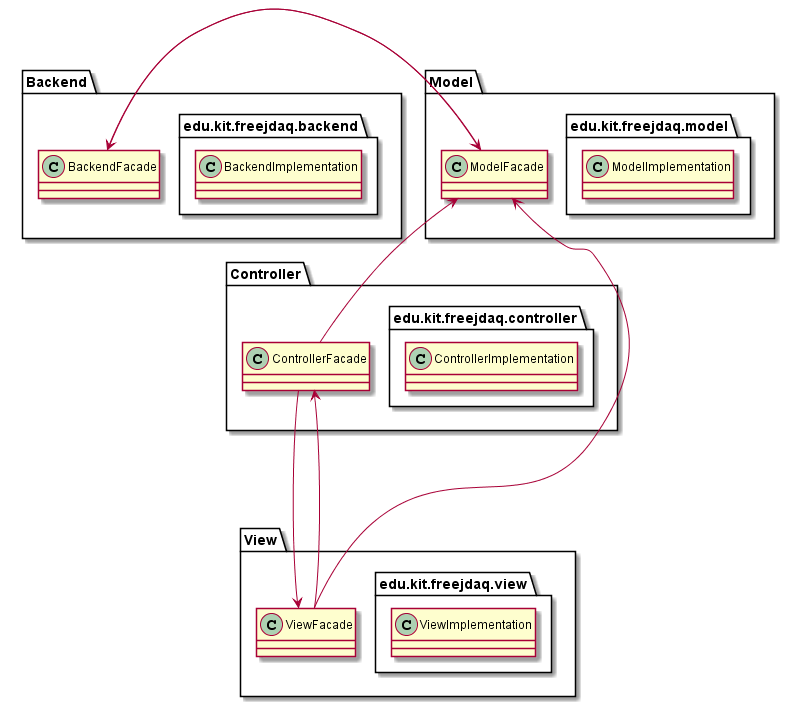 Backend
edu.kit.freejdaq.backend
C BackendFacade
C BackendImplementation
Model
edu.kit.freejdaq.model
C ModelFacade
C ModelImplementation
Controller
edu.kit.freejdaq.controller
C ControllerFacade
C ControllerImplementation
View
edu.kit.freejdaq.view
C ViewFacade
C ViewImplementation